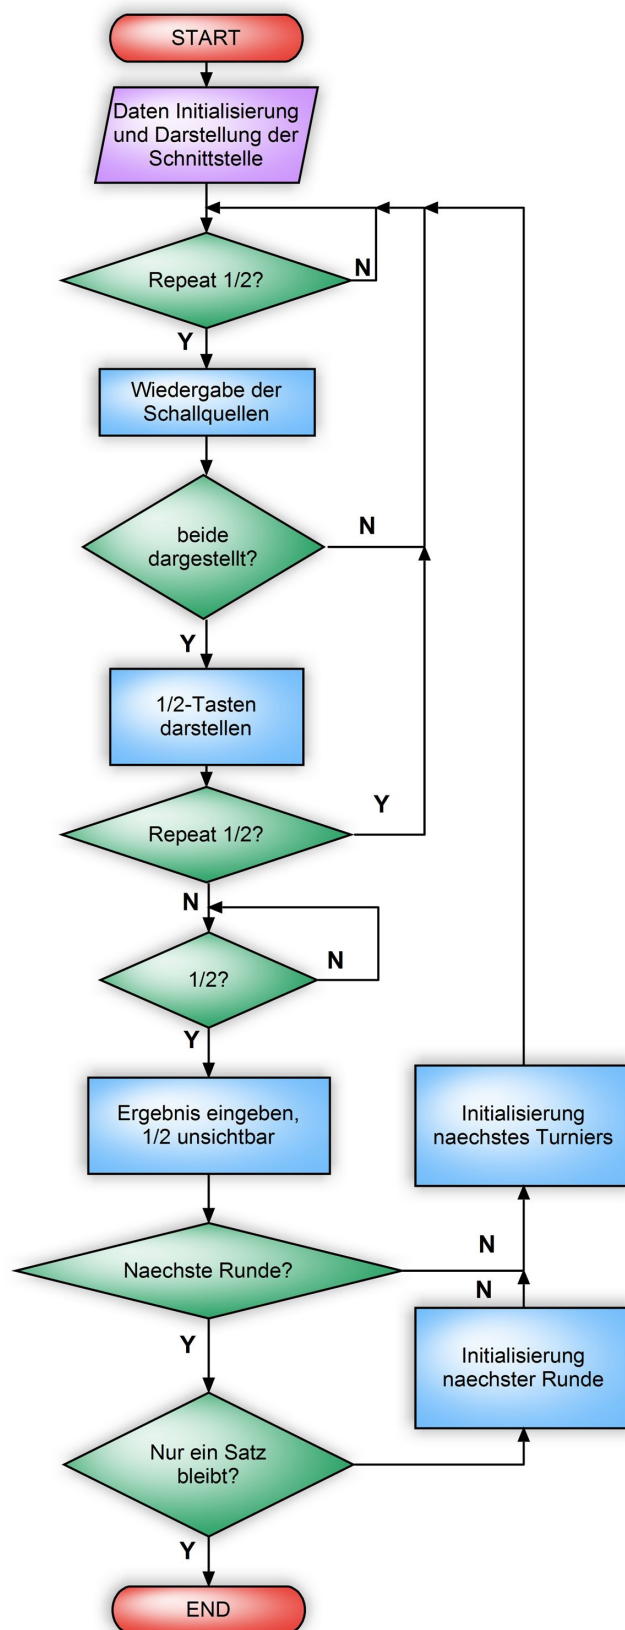 START
Daten Initialisierung
und Darstellung der
Schnittstelle
Repeat 1/2?
N
Y
Wiedergabe der
Schallquellen
beide
dargestellt?
N
Y
1/2-Tasten
darstellen
Repeat 1/2?
Y
N
1/2?
N
Y
Ergebnis eingeben,
1/2 unsichtbar
Initialisierung
naechstes Turniers
Naechste Runde?
N
N
Y
Initialisierung
naechster Runde
Nur ein Satz
bleibt?
Y
END